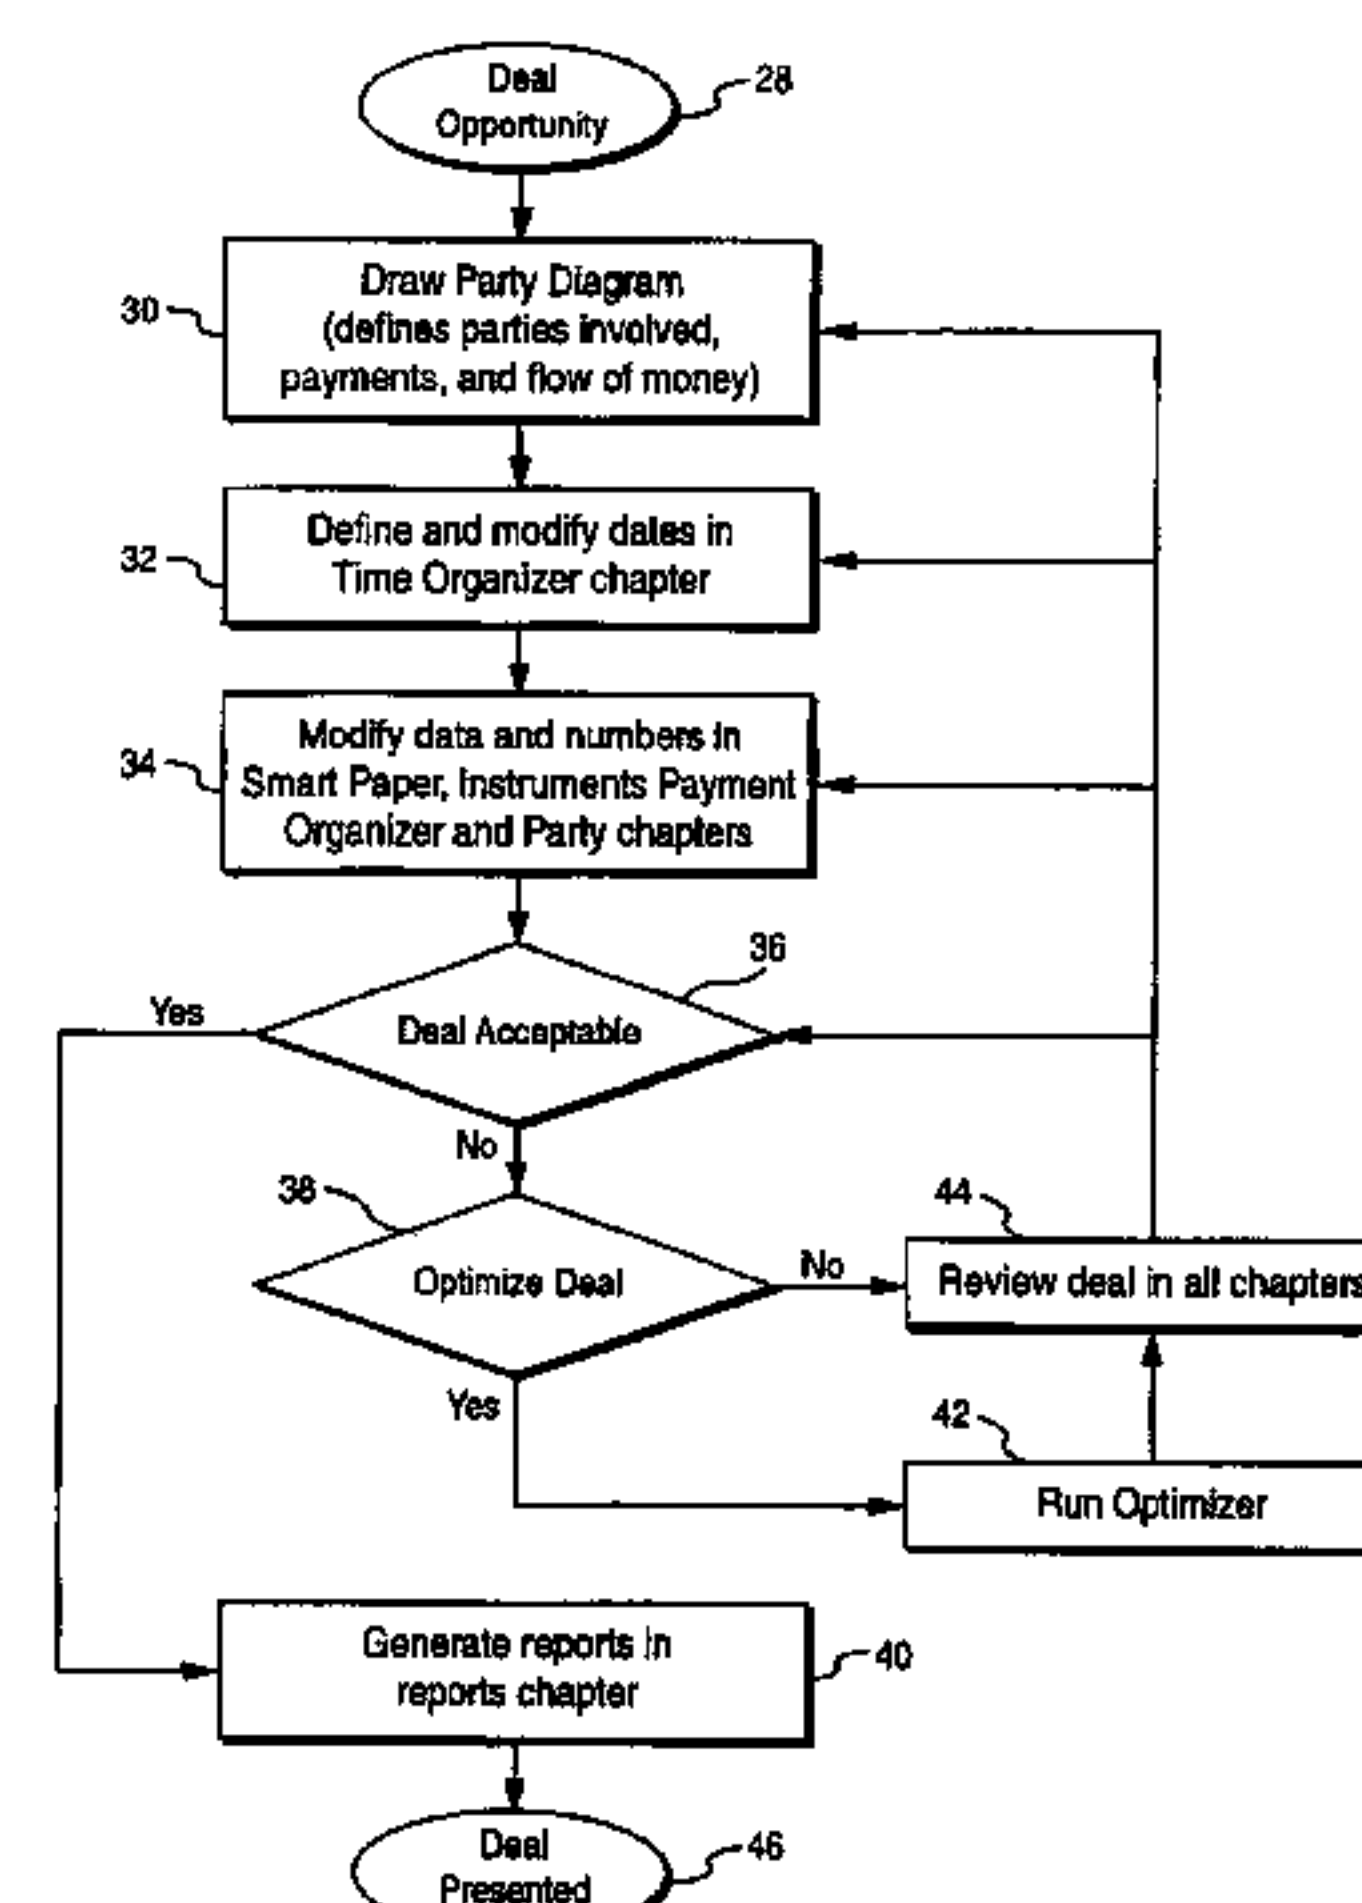 Deal
Opportunity
28
Draw Party Diagram
(defines parties involved,
payments, and flow of money)
30
Define and modify dates in
Time Organizer chapter
32
Modify data and numbers in
Smart Paper, Instruments Payment
Organizer and Party chapters
34
36
Yes
Deal Acceptable
No
38
44
Optimize Deal
No
Review deal in all chapters
Yes
42
Run Optimizer
Generate reports in
reports chapter
40
Deal
Presented
46